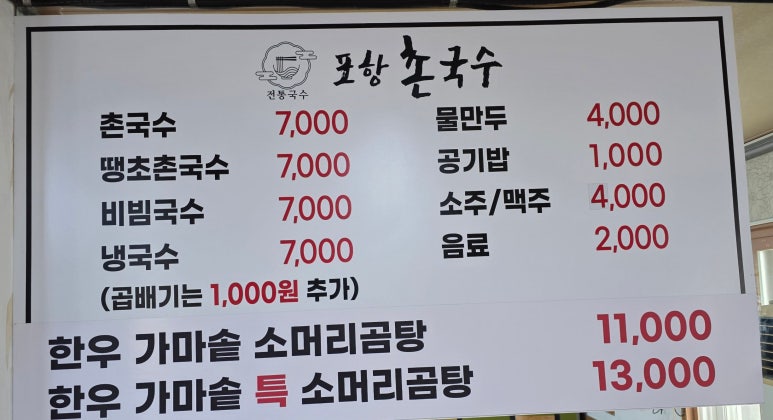 전통국수
포항 촌국수
촌국수 7,000
땡초촌국수 7,000
비빔국수 7,000
냉국수 7,000
(곱배기는 1,000원 추가)
물만두 4,000
공기밥 1,000
소주/맥주 4,000
음료 2,000
한우 가마솥 소머리곰탕 11,000
한우 가마솥 특 소머리곰탕 13,000